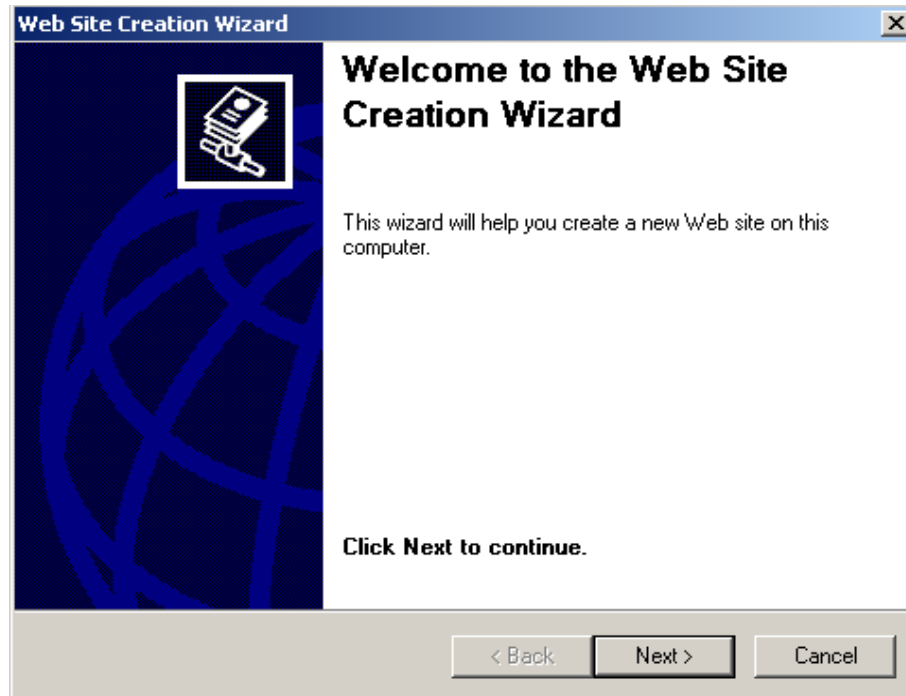 Web Site Creation Wizard
Welcome to the Web Site
Creation Wizard
This wizard will help you create a new Web site on this
computer.
Click Next to continue.
< Back
Next >
Cancel